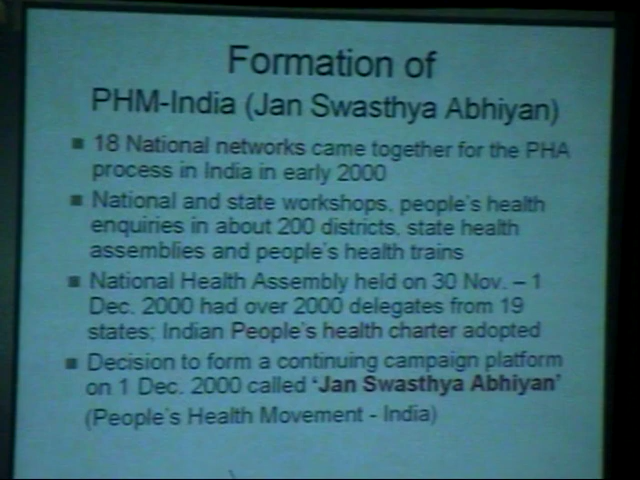 Formation of
PHM-India (Jan Swasthya Abhiyan)
■ 18 National networks came together for the PHA
process in India in early 2000
■ National and state workshops, people's health
enquiries in about 200 districts, state health
assemblies and people's health trains
■ National Health Assembly held on 30 Nov. – 1
Dec. 2000 had over 2000 delegates from 19
states; Indian People's health charter adopted
■ Decision to form a continuing campaign platform
on 1 Dec. 2000 called 'Jan Swasthya Abhiyan'
(People's Health Movement - India)